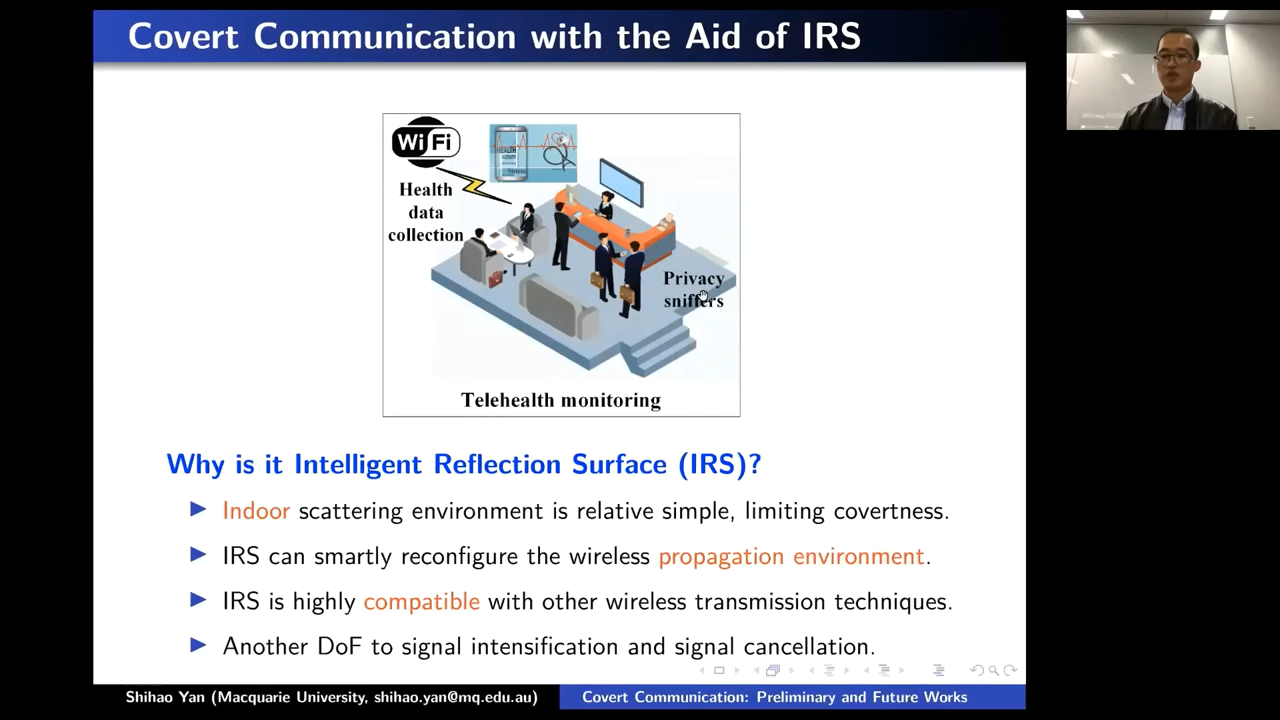 Covert Communication with the Aid of IRS
Wi Fi
HEALTH
Health
data
collection
Privacy
sniffers
Telehealth monitoring
Why is it Intelligent Reflection Surface (IRS)?
Indoor scattering environment is relative simple, limiting covertness.
IRS can smartly reconfigure the wireless propagation environment.
IRS is highly compatible with other wireless transmission techniques.
Another DoF to signal intensification and signal cancellation.
Shihao Yan (Macquarie University, shihao.yan@mq.edu.au)
Covert Communication: Preliminary and Future Works